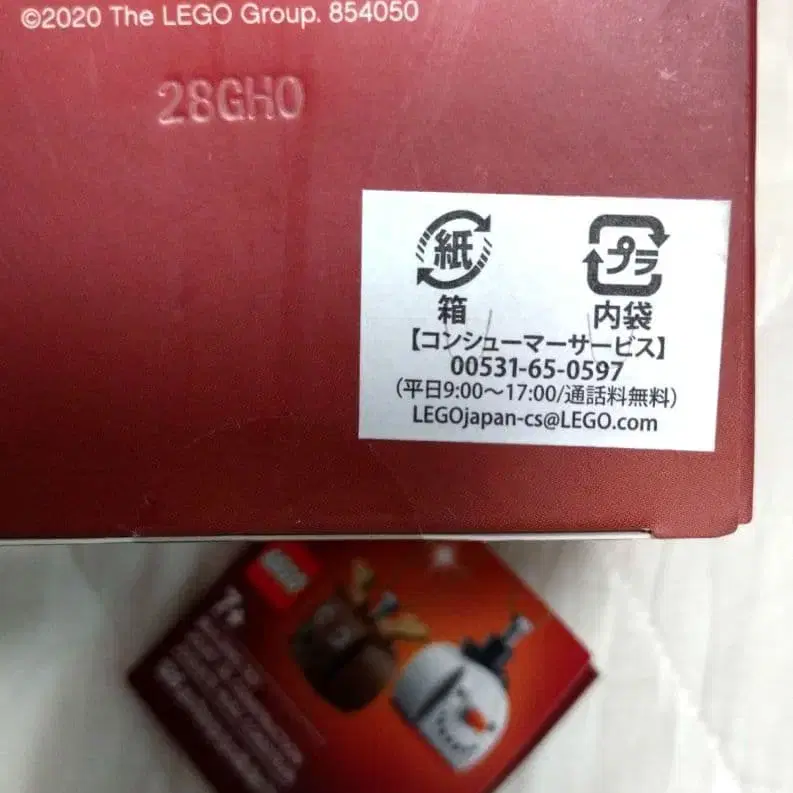 ©2020 The LEGO Group. 854050
28GH0
紙
プラ
箱
内袋
【コンシューマーサービス】
00531-65-0597
(平日9:00～17:00/通話料無料)
LEGOjapan-cs@LEGO.com
LEGO
7+